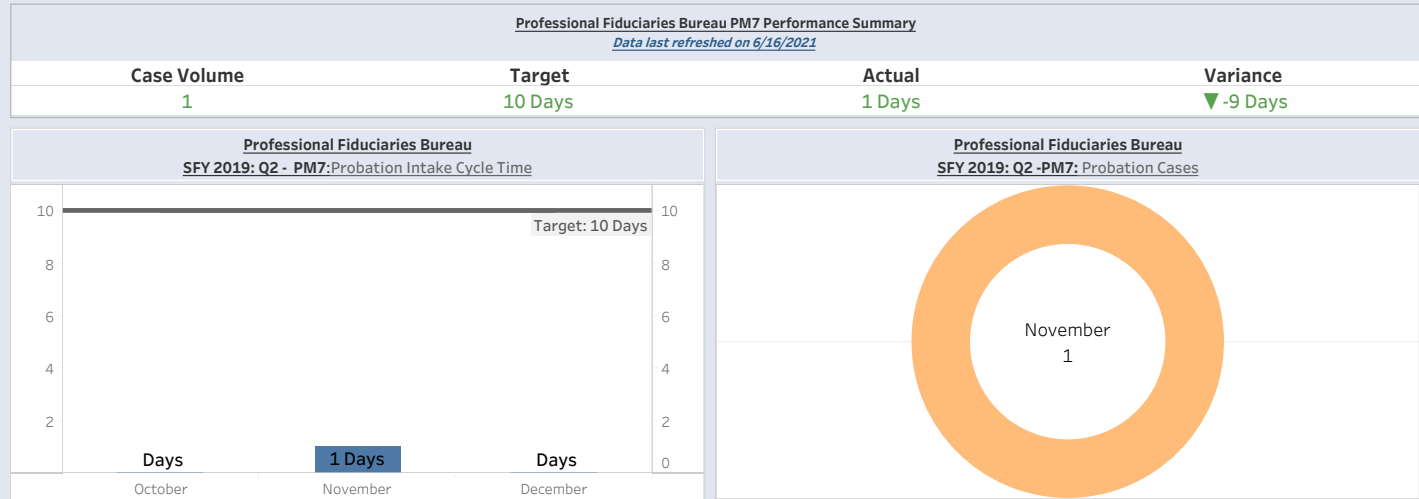 Professional Fiduciaries Bureau PM7 Performance Summary
Data last refreshed on 6/16/2021
Case Volume Target Actual Variance
1 10 Days 1 Days ▼ -9 Days
Professional Fiduciaries Bureau
SFY 2019: Q2 - PM7:Probation Intake Cycle Time
10 10
Target: 10 Days
8 8
6 6
4 4
2 2
Days 1 Days Days 0
October November December
Professional Fiduciaries Bureau
SFY 2019: Q2 -PM7: Probation Cases
November
1